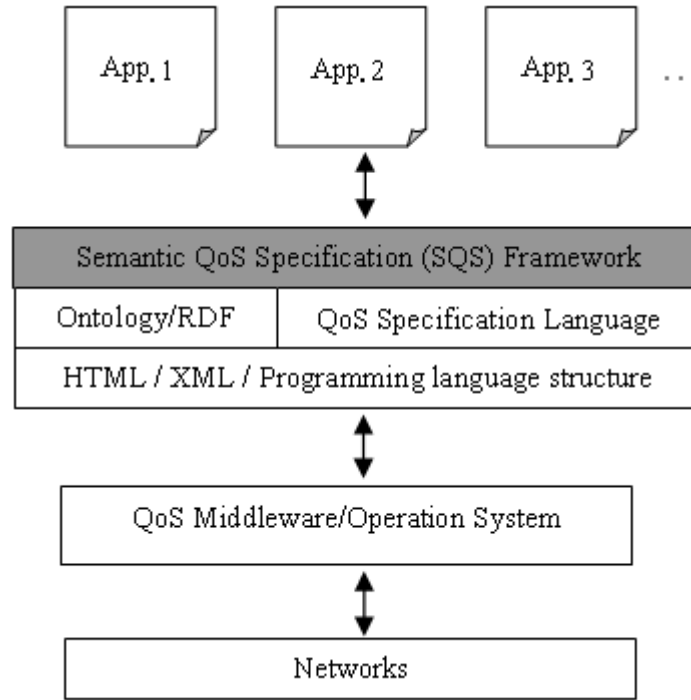 App. 1 App. 2 App. 3 ..
Semantic QoS Specification (SQS) Framework
Ontology/RDF QoS Specification Language
HTML / XML / Programming language structure
QoS Middleware/Operation System
Networks